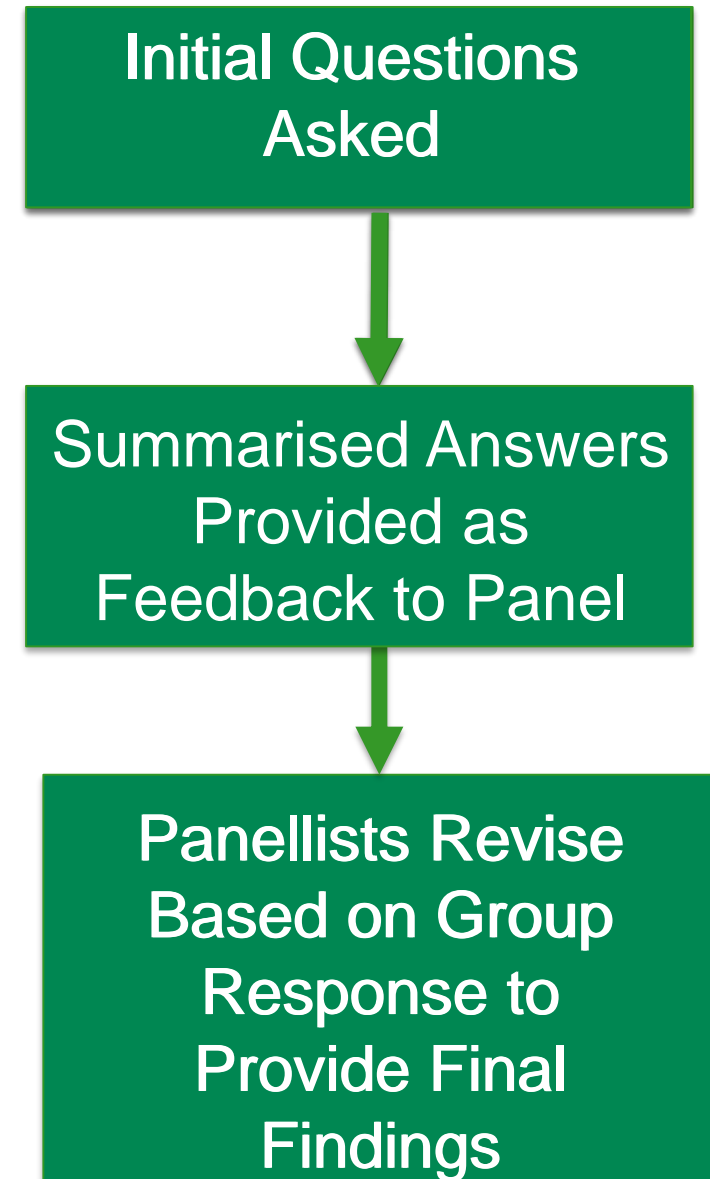 Initial Questions
Asked
Summarised Answers
Provided as
Feedback to Panel
Panellists Revise
Based on Group
Response to
Provide Final
Findings